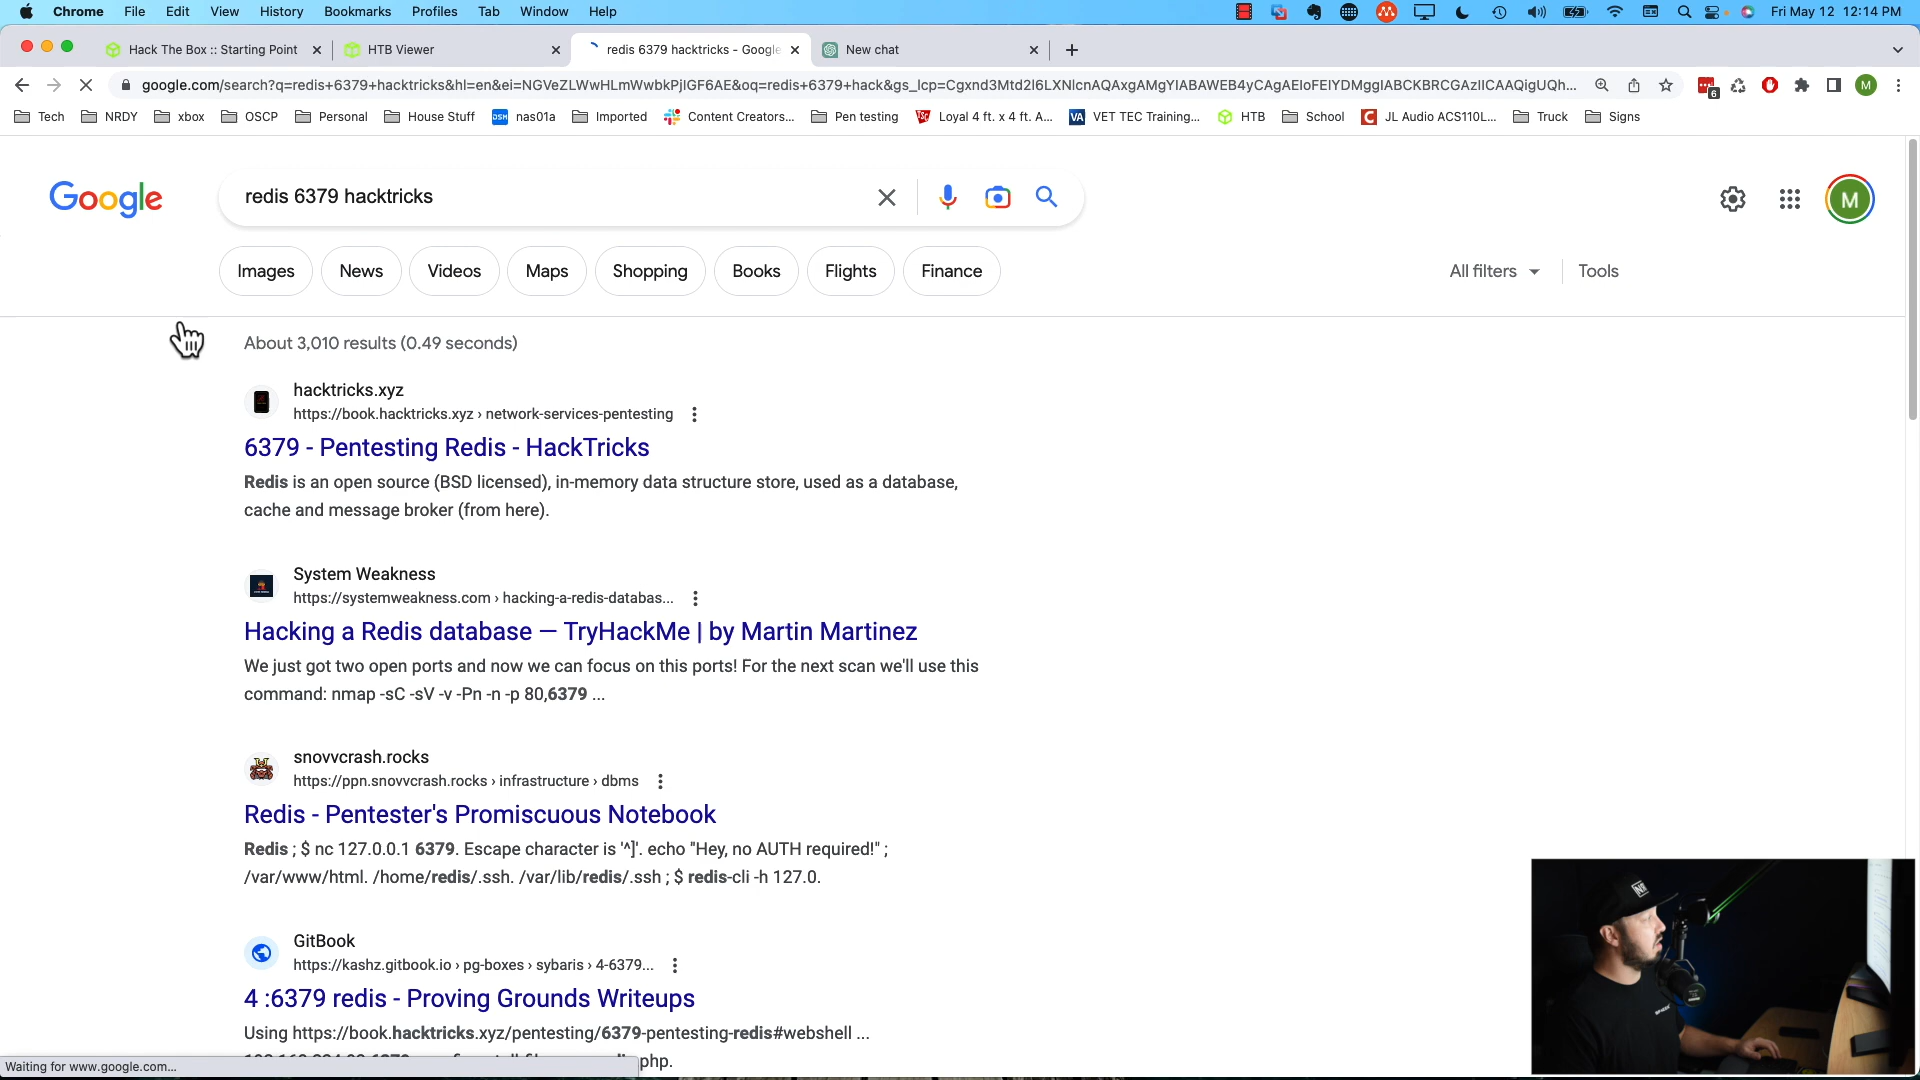 Chrome File Edit View History Bookmarks Profiles Tab Window Help Fri May 12 12:14 PM
Hack The Box :: Starting Point HTB Viewer redis 6379 hacktricks - Google New chat
google.com/search?q=redis+6379+hacktricks&hl=en&ei=NGVeZLWwHLmWwbkPjIGF6AE&oq=redis+6379+hack&gs_lcp=Cgxnd3Mtd2l6LXNlcnAQAxgAMgYIABAWEB4yCAgAEIoFEIYDMggIABCKBRCGAzIICAAQigUQh...
6 M
Tech NRDY xbox OSCP Personal House Stuff nas01a Imported Content Creators... Pen testing Loyal 4 ft. x 4 ft. A... VET TEC Training... HTB School JL Audio ACS110L... Truck Signs
Google redis 6379 hacktricks M
Images News Videos Maps Shopping Books Flights Finance All filters Tools
About 3,010 results (0.49 seconds)
hacktricks.xyz
https://book.hacktricks.xyz › network-services-pentesting
6379 - Pentesting Redis - HackTricks
Redis is an open source (BSD licensed), in-memory data structure store, used as a database,
cache and message broker (from here).
System Weakness
https://systemweakness.com › hacking-a-redis-databas...
Hacking a Redis database — TryHackMe | by Martin Martinez
We just got two open ports and now we can focus on this ports! For the next scan we'll use this
command: nmap -sC -sV -v -Pn -n -p 80,6379 ...
snovvcrash.rocks
https://ppn.snovvcrash.rocks › infrastructure › dbms
Redis - Pentester's Promiscuous Notebook
Redis ; $ nc 127.0.0.1 6379. Escape character is '^]'. echo "Hey, no AUTH required!" ;
/var/www/html. /home/redis/.ssh. /var/lib/redis/.ssh ; $ redis-cli -h 127.0.
GitBook
https://kashz.gitbook.io › pg-boxes › sybaris › 4-6379...
4 :6379 redis - Proving Grounds Writeups
Using https://book.hacktricks.xyz/pentesting/6379-pentesting-redis#webshell ...
php.
Waiting for www.google.com...